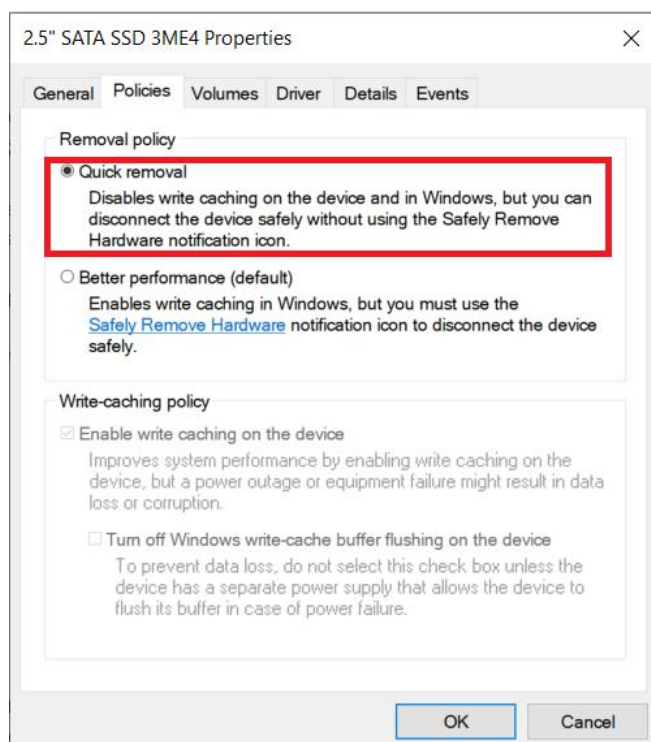 2.5" SATA SSD 3ME4 Properties
General Policies Volumes Driver Details Events
Removal policy
Quick removal
Disables write caching on the device and in Windows, but you can
disconnect the device safely without using the Safely Remove
Hardware notification icon.
Better performance (default)
Enables write caching in Windows, but you must use the
Safely Remove Hardware notification icon to disconnect the device
safely.
Write-caching policy
Enable write caching on the device
Improves system performance by enabling write caching on the
device, but a power outage or equipment failure might result in data
loss or corruption.
Turn off Windows write-cache buffer flushing on the device
To prevent data loss, do not select this check box unless the
device has a separate power supply that allows the device to
flush its buffer in case of power failure.
OK Cancel